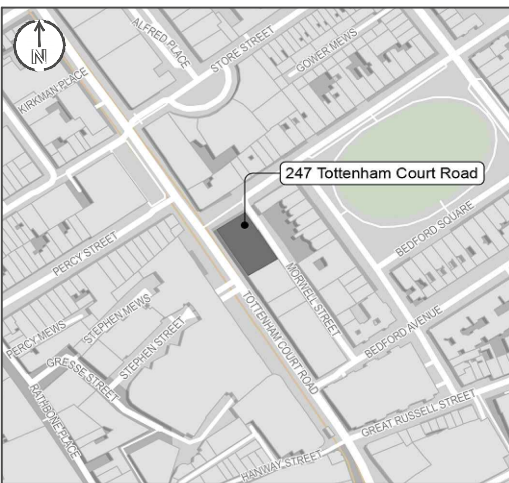 N
ALFRED PLACE
STORE STREET
GOWER MEWS
KIRKMAN PLACE
247 Tottenham Court Road
PERCY STREET
BEDFORD SQUARE
MORWELL STREET
STEPHEN MEWS
STEPHEN STREET
PERCY MEWS
TOTTENHAM COURT ROAD
BEDFORD AVENUE
GRESSE STREET
RATHBONE PLACE
GREAT RUSSELL STREET
HANWAY STREET